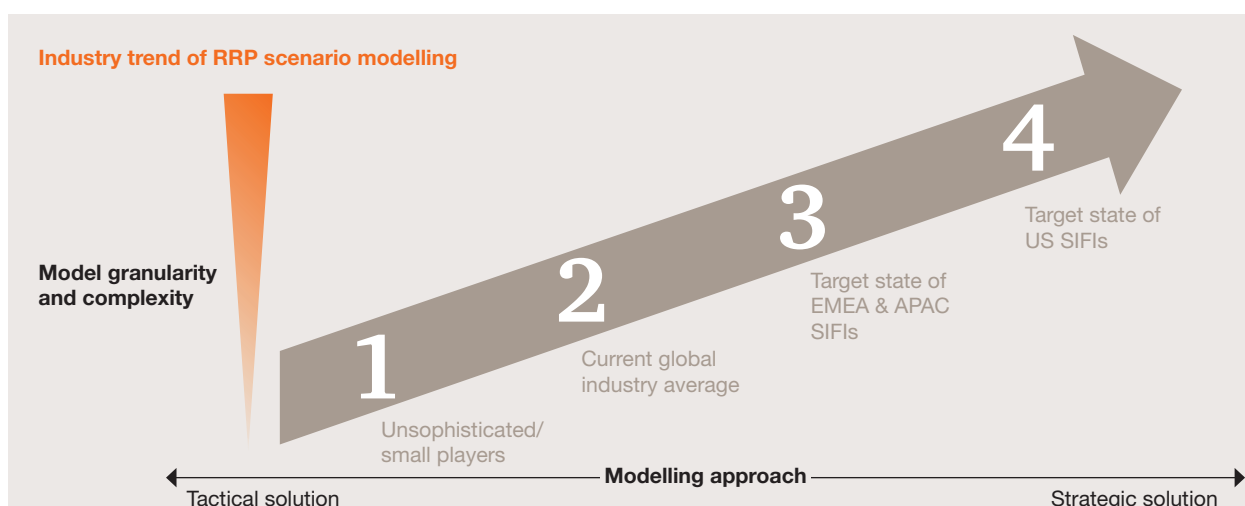 Industry trend of RRP scenario modelling
Model granularity
and complexity
1
Unsophisticated/
small players
2
Current global
industry average
3
Target state of
EMEA & APAC
SIFIs
4
Target state of
US SIFIs
Modelling approach
Tactical solution
Strategic solution